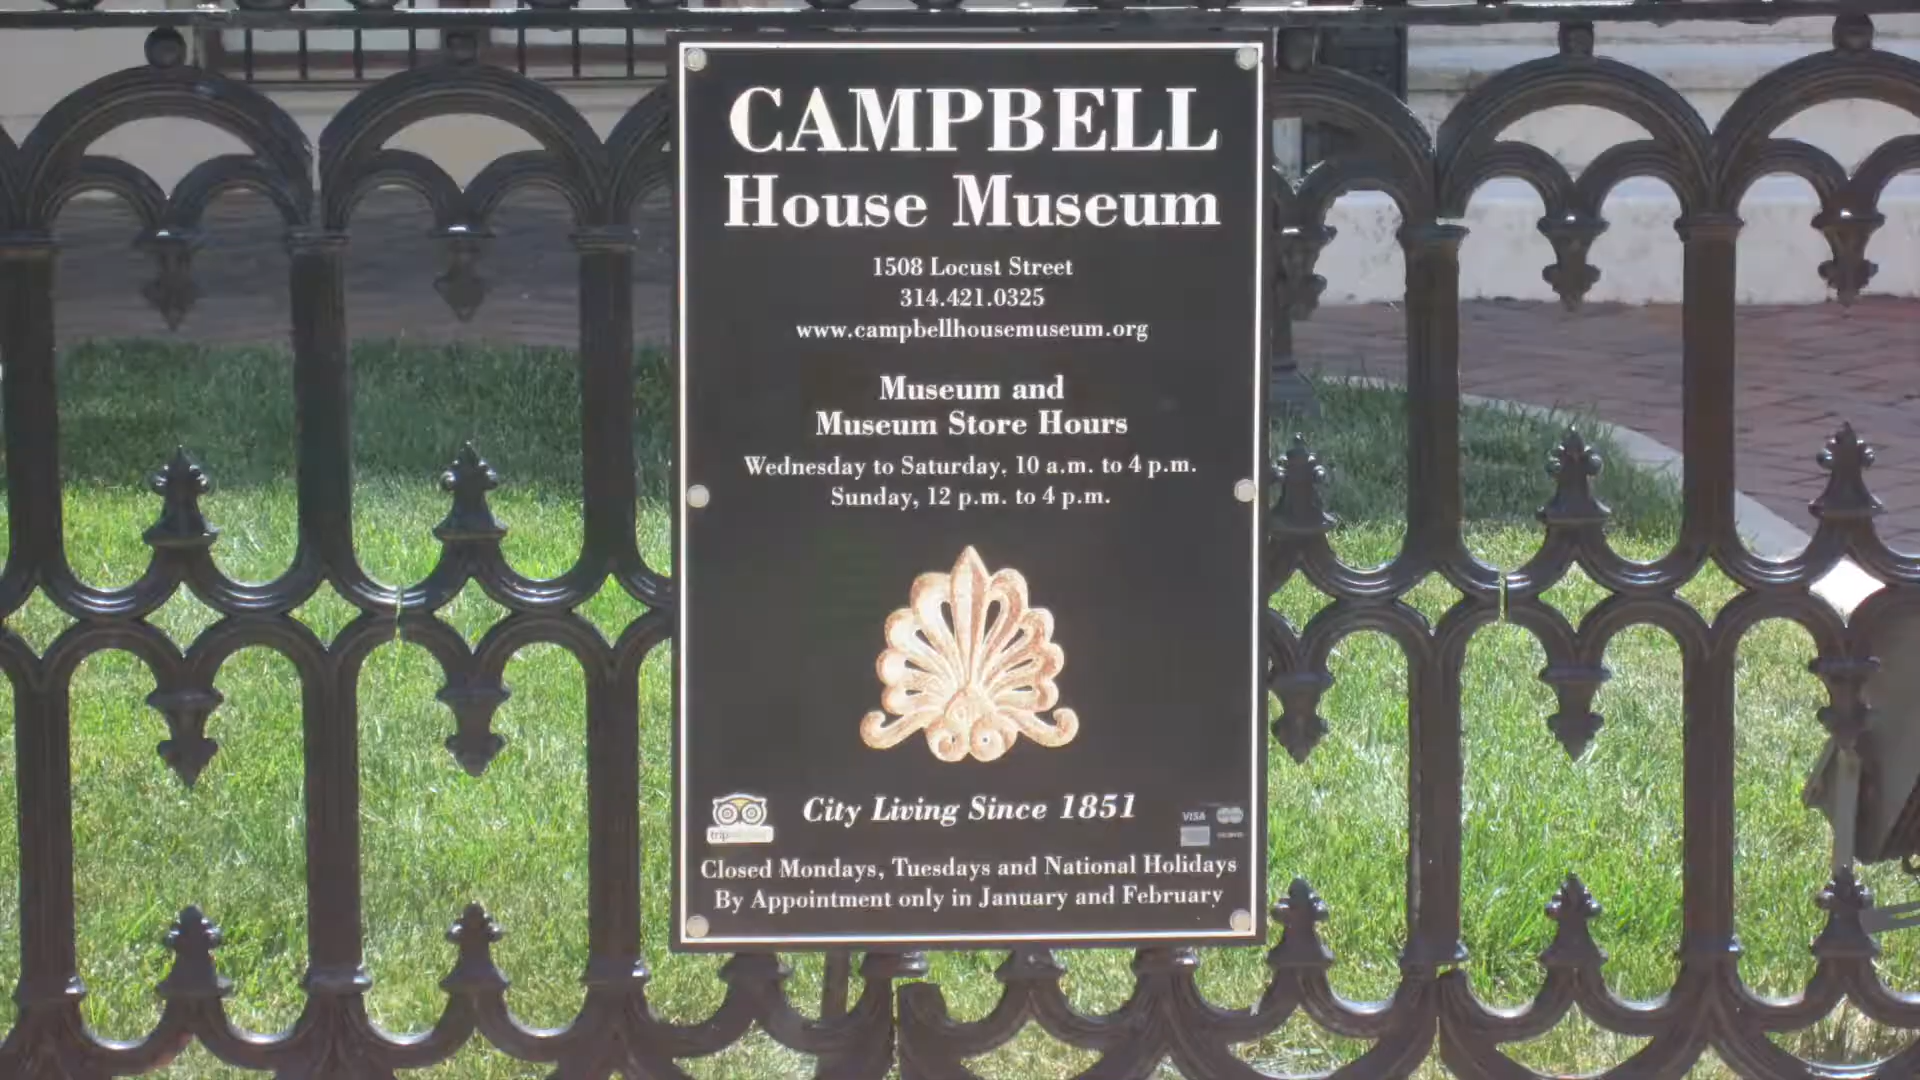 CAMPBELL
House Museum
1508 Locust Street
314.421.0325
www.campbellhousemuseum.org
Museum and
Museum Store Hours
Wednesday to Saturday, 10 a.m. to 4 p.m.
Sunday, 12 p.m. to 4 p.m.
City Living Since 1851
VISA
Closed Mondays, Tuesdays and National Holidays
By Appointment only in January and February